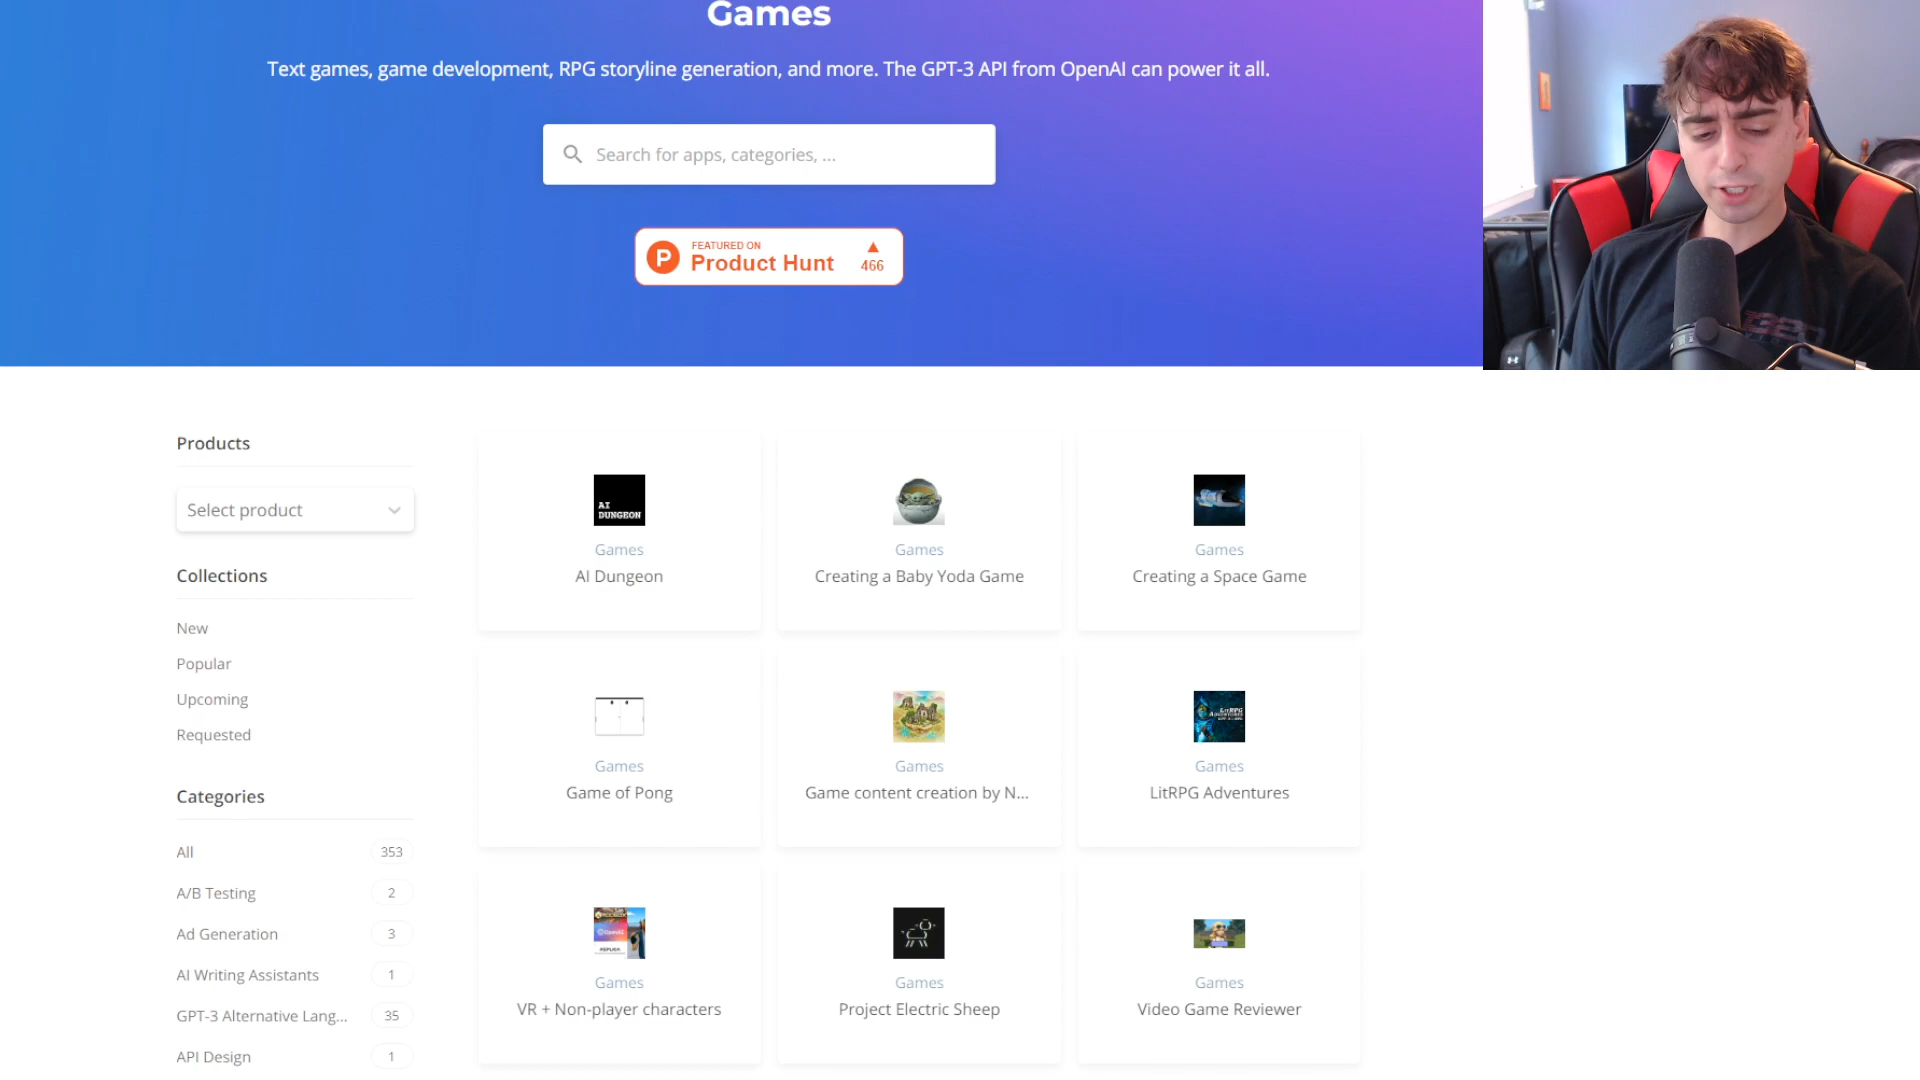 Games
Text games, game development, RPG storyline generation, and more. The GPT-3 API from OpenAI can power it all.
Search for apps, categories, ...
FEATURED ON
P Product Hunt
466
Products
Select product
Collections
New
Popular
Upcoming
Requested
Categories
All 353
A/B Testing 2
Ad Generation 3
AI Writing Assistants 1
GPT-3 Alternative Lang... 35
API Design 1
AI
DUNGEON
Games
AI Dungeon
Games
Creating a Baby Yoda Game
Games
Creating a Space Game
Games
Game of Pong
Games
Game content creation by N...
LitRPG
Adventures
Games
LitRPG Adventures
OpenAI
REPLICA
Games
VR + Non-player characters
Games
Project Electric Sheep
Games
Video Game Reviewer